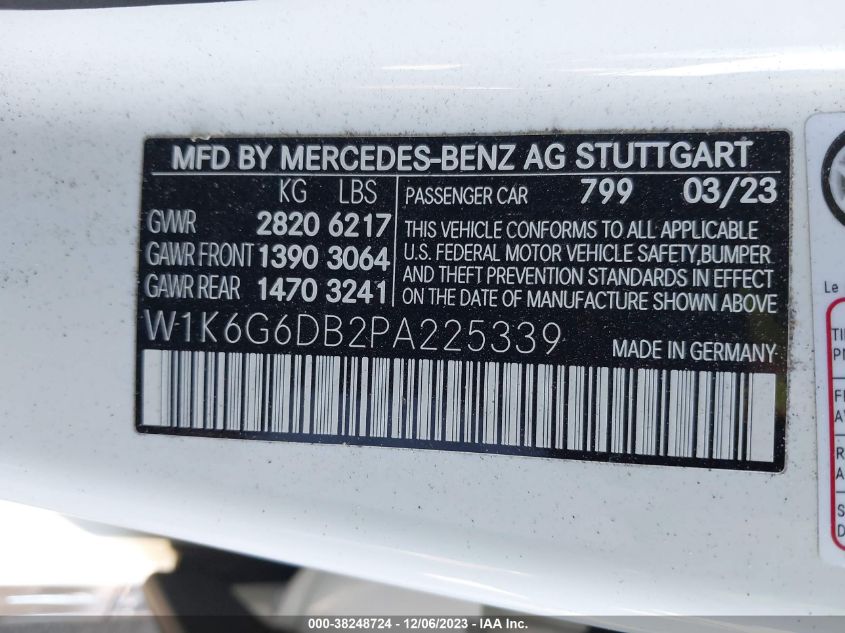 MFD BY MERCEDES-BENZ AG STUTTGART
KG LBS
GVWR 2820 6217
GAWR FRONT 1390 3064
GAWR REAR 1470 3241
PASSENGER CAR 799 03/23
THIS VEHICLE CONFORMS TO ALL APPLICABLE
U.S. FEDERAL MOTOR VEHICLE SAFETY,BUMPER
AND THEFT PREVENTION STANDARDS IN EFFECT
ON THE DATE OF MANUFACTURE SHOWN ABOVE
W1K6G6DB2PA225339
MADE IN GERMANY
Le
000-38248724 - 12/06/2023 - IAA Inc.